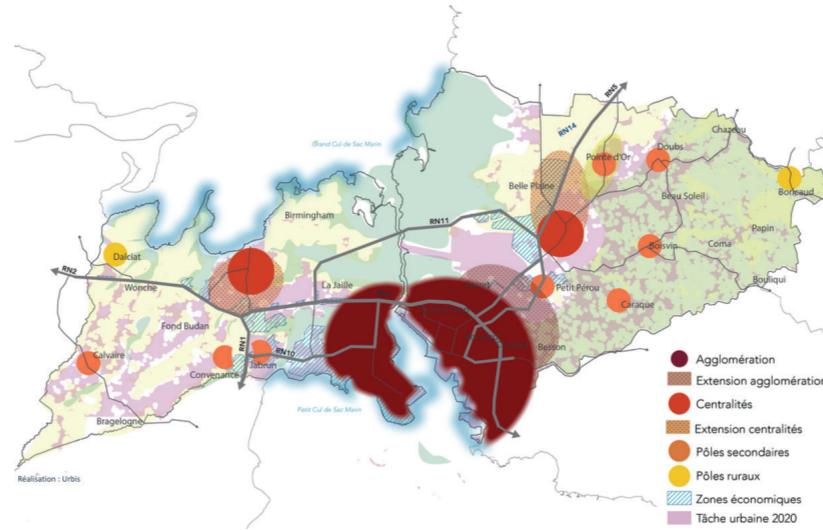 Grand Cul de Sac Marin
RN5
RN14
Chazeau
Pointe d'Or
Doubs
Belle Plaine
Beau Soleil
Boricaud
Birmingham
RN11
Papin
Dalciat
Boisvin
Coma
RN2
Wonche
La Jaille
Petit Pérou
Bouliqui
Caraque
Fond Budan
RN1
RN10
Besson
Calvaire
Convenance
Jabrun
Petit Cul de Sac Marin
Bragelogne
Agglomération
Extension agglomération
Centralités
Extension centralités
Pôles secondaires
Pôles ruraux
Zones économiques
Tâche urbaine 2020
Réalisation : Urbis